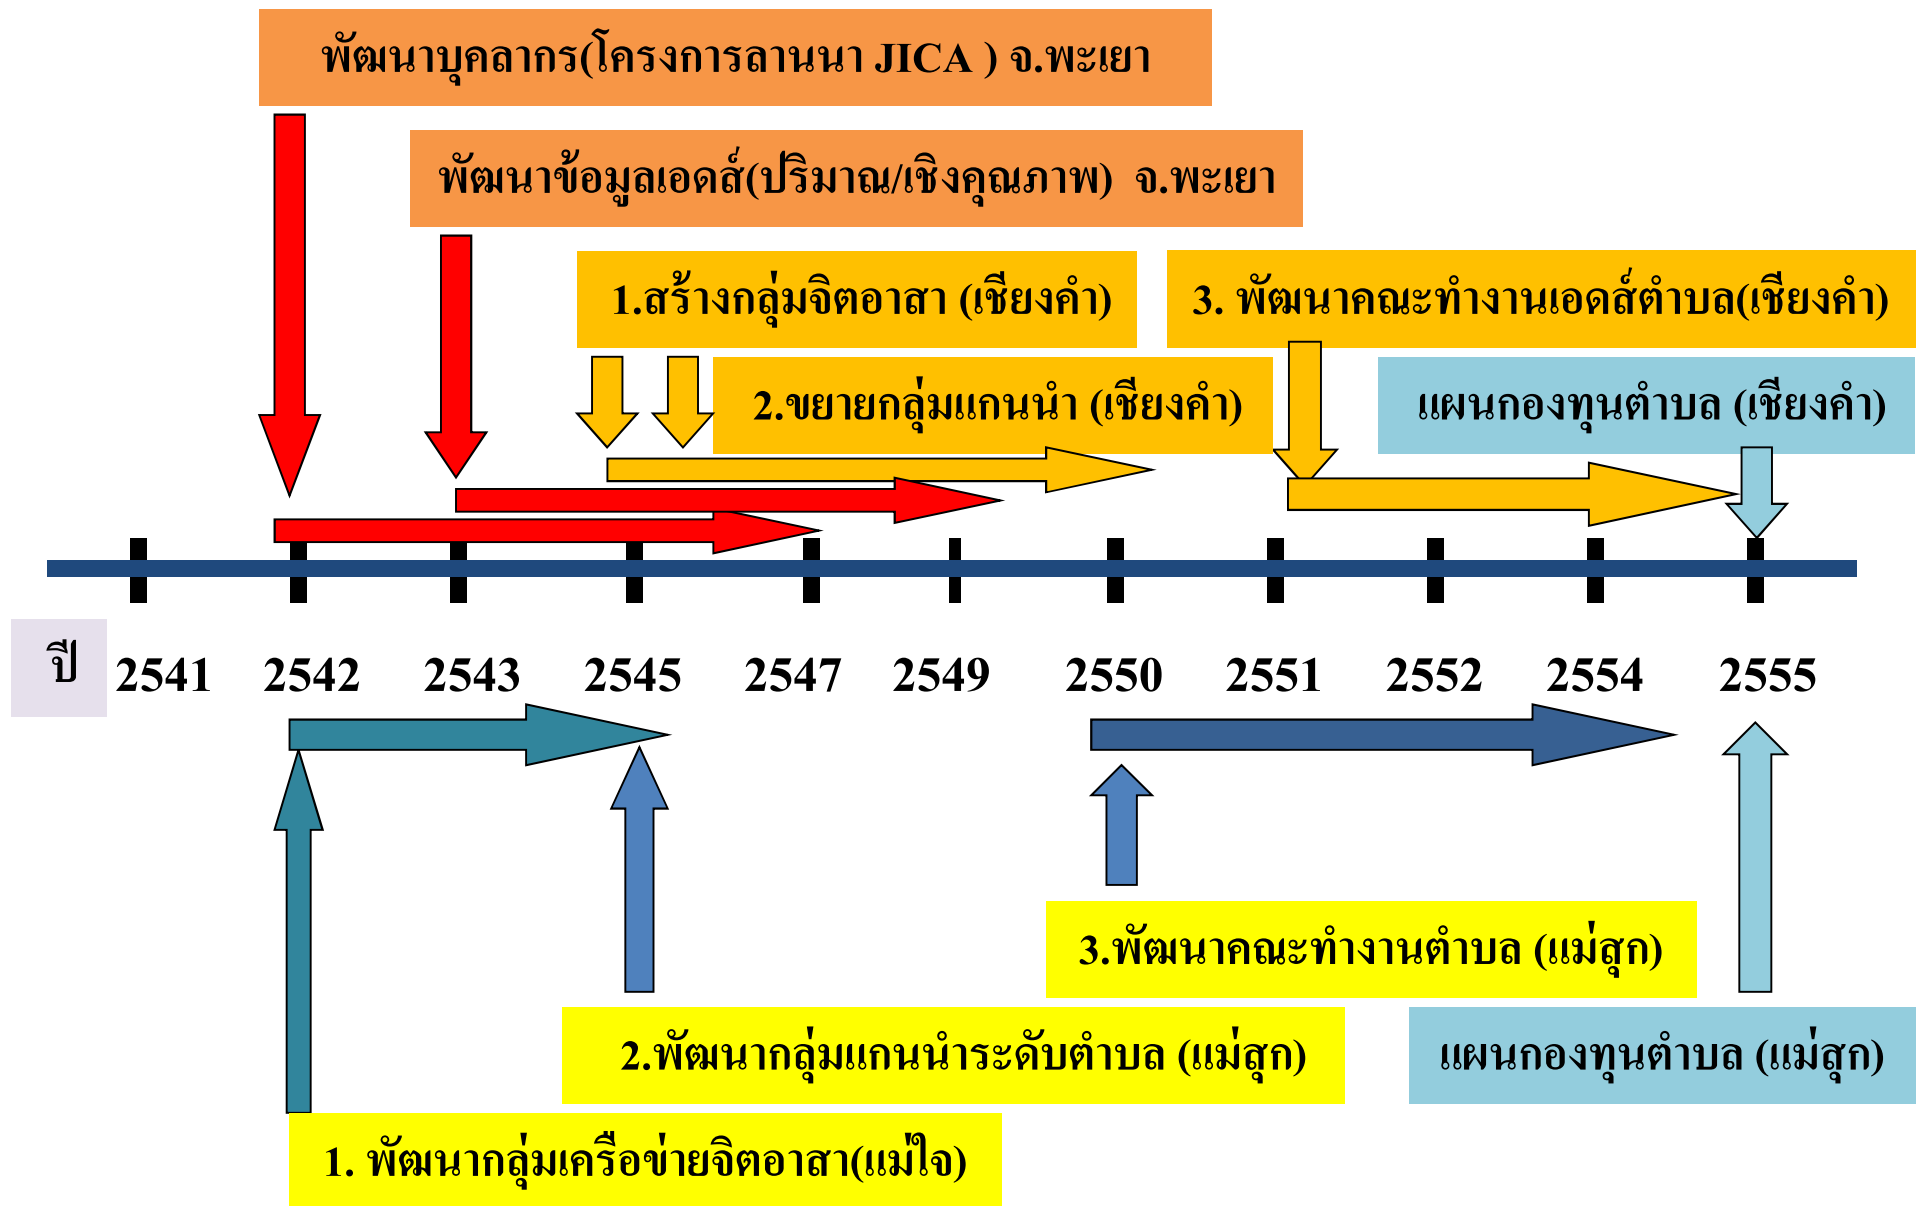 พัฒนาบุคลากร(โครงการลานนา JICA ) จ.พะเยา
พัฒนาข้อมูลเอดส์(ปริมาณ/เชิงคุณภาพ) จ.พะเยา
1.สร้างกลุ่มจิตอาสา (เชียงคำ)
3. พัฒนาคณะทำงานเอดส์ตำบล(เชียงคำ)
2.ขยายกลุ่มแกนนำ (เชียงคำ)
แผนกองทุนตำบล (เชียงคำ)
ปี 2541 2542 2543 2545 2547 2549 2550 2551 2552 2554 2555
3.พัฒนาคณะทำงานตำบล (แม่สุก)
2.พัฒนากลุ่มแกนนำระดับตำบล (แม่สุก)
แผนกองทุนตำบล (แม่สุก)
1. พัฒนากลุ่มเครือข่ายจิตอาสา(แม่ใจ)